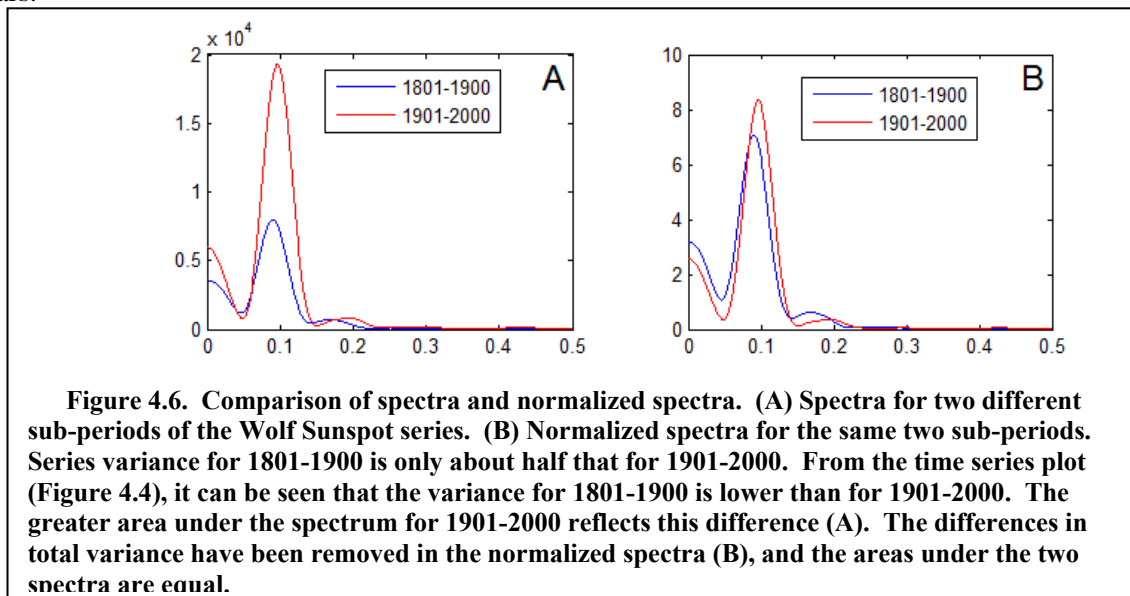 x 10⁴
2
1.5
1
0.5
0
0 0.1 0.2 0.3 0.4 0.5
1801-1900
1901-2000
A
10
8
6
4
2
0
0 0.1 0.2 0.3 0.4 0.5
1801-1900
1901-2000
B
Figure 4.6. Comparison of spectra and normalized spectra. (A) Spectra for two different
sub-periods of the Wolf Sunspot series. (B) Normalized spectra for the same two sub-periods.
Series variance for 1801-1900 is only about half that for 1901-2000. From the time series plot
(Figure 4.4), it can be seen that the variance for 1801-1900 is lower than for 1901-2000. The
greater area under the spectrum for 1901-2000 reflects this difference (A). The differences in
total variance have been removed in the normalized spectra (B), and the areas under the two
spectra are equal.